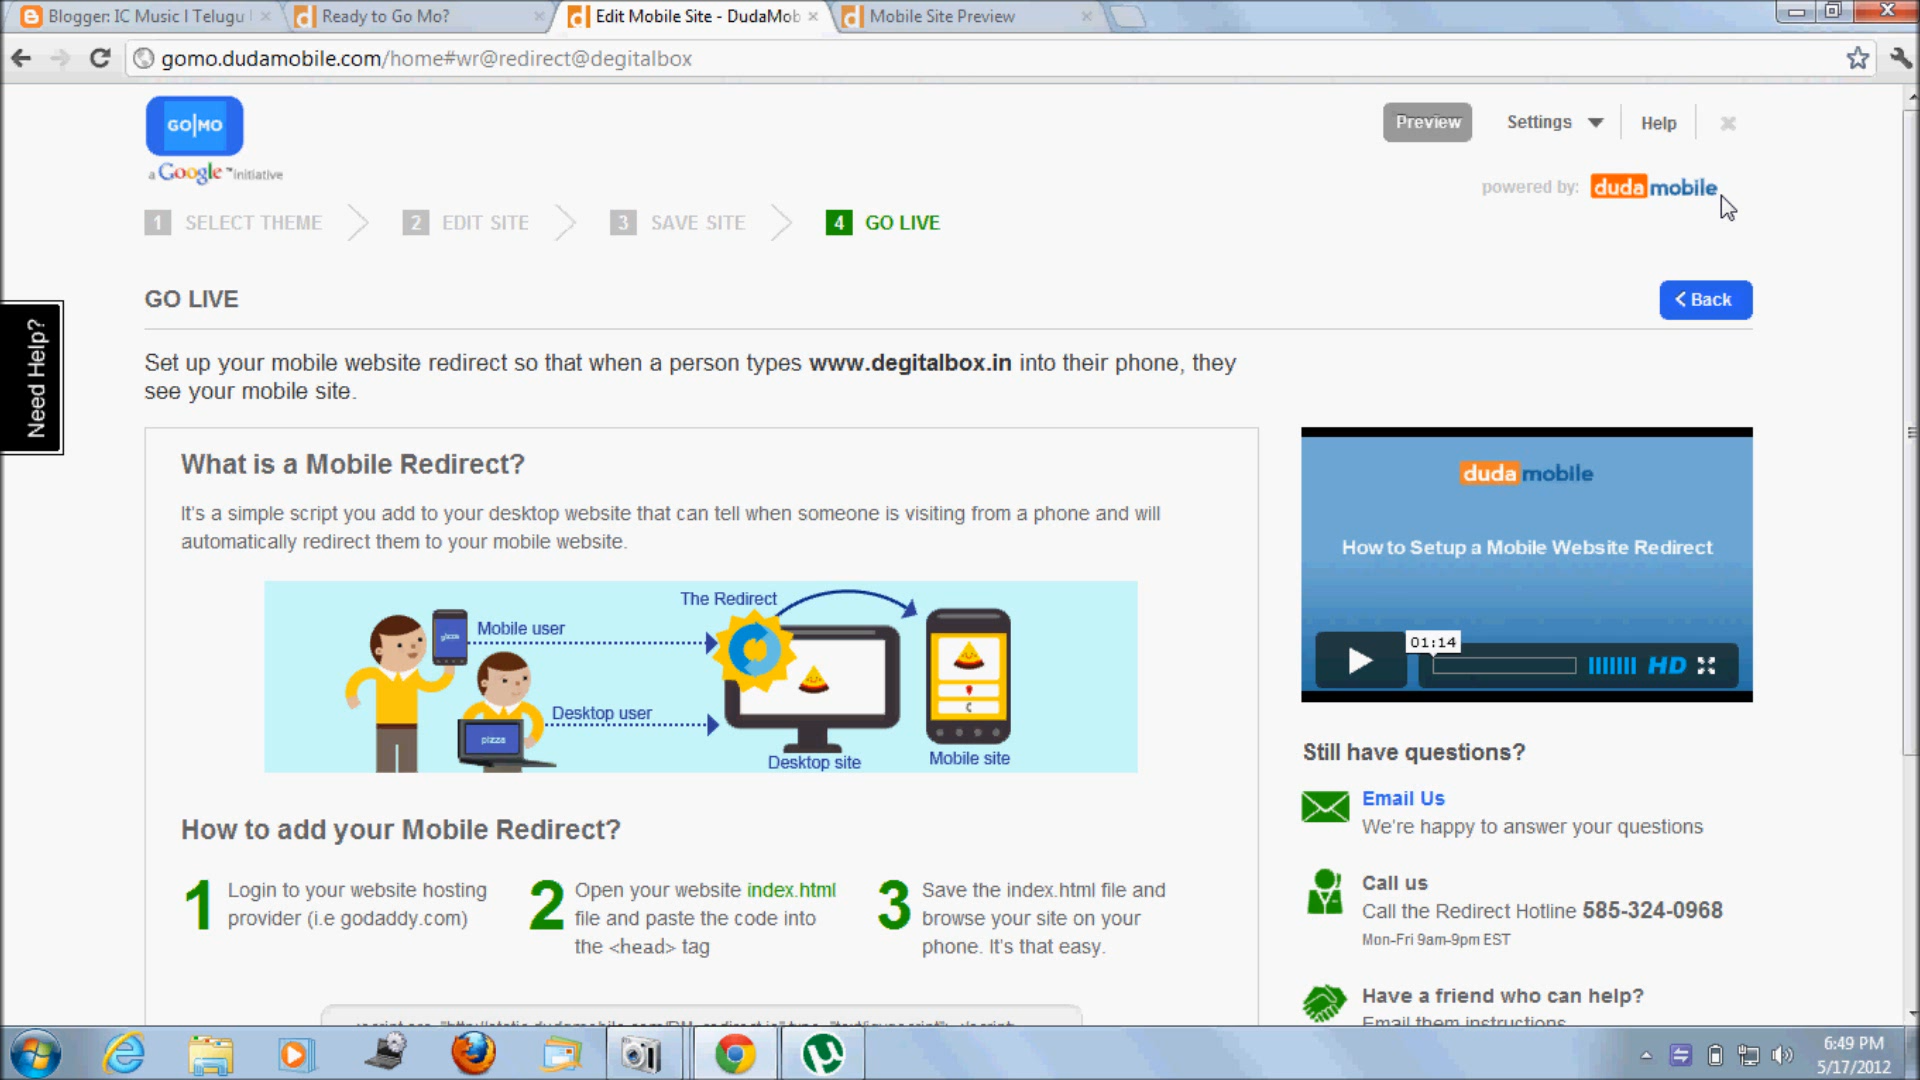 Blogger: IC Music l Telugu
Ready to Go Mo?
Edit Mobile Site - DudaMob
Mobile Site Preview
gomo.dudamobile.com/home#wr@redirect@degitalbox
GO|MO
a Google™initiative
Preview
Settings
Help
powered by: dudamobile
1 SELECT THEME
2 EDIT SITE
3 SAVE SITE
4 GO LIVE
GO LIVE
Back
Need Help?
Set up your mobile website redirect so that when a person types www.degitalbox.in into their phone, they
see your mobile site.
What is a Mobile Redirect?
It's a simple script you add to your desktop website that can tell when someone is visiting from a phone and will
automatically redirect them to your mobile website.
The Redirect
Mobile user
pizza
Desktop user
pizza
Desktop site
Mobile site
How to add your Mobile Redirect?
1 Login to your website hosting
provider (i.e godaddy.com)
2 Open your website index.html
file and paste the code into
the <head> tag
3 Save the index.html file and
browse your site on your
phone. It's that easy.
dudamobile
How to Setup a Mobile Website Redirect
01:14
HD
Still have questions?
Email Us
We're happy to answer your questions
Call us
Call the Redirect Hotline 585-324-0968
Mon-Fri 9am-9pm EST
Have a friend who can help?
Email them instructions
6:49 PM
5/17/2012